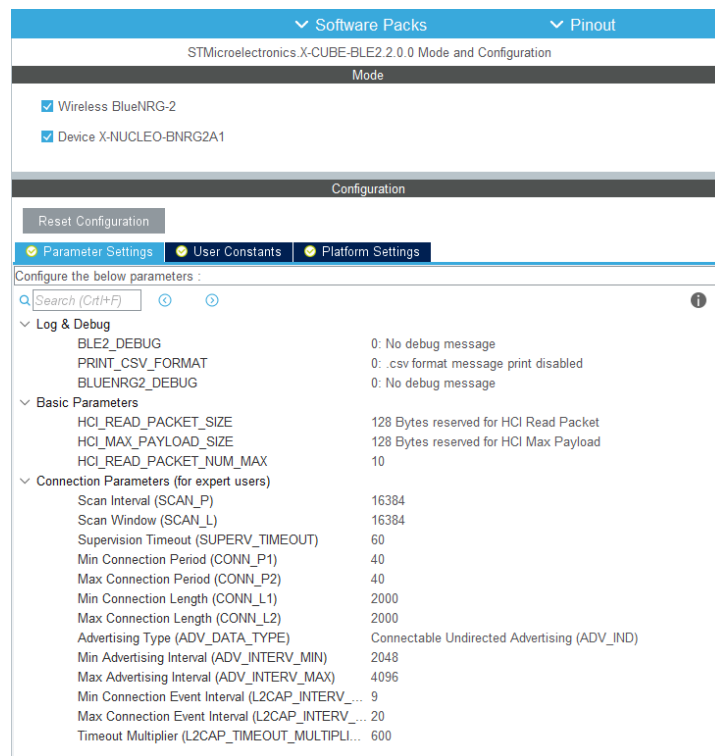 Software Packs Pinout
STMicroelectronics.X-CUBE-BLE2.2.0.0 Mode and Configuration
Mode
Wireless BlueNRG-2
Device X-NUCLEO-BNRG2A1
Configuration
Reset Configuration
Parameter Settings User Constants Platform Settings
Configure the below parameters :
Search (Crtl+F)
Log & Debug
BLE2_DEBUG 0: No debug message
PRINT_CSV_FORMAT 0: .csv format message print disabled
BLUENRG2_DEBUG 0: No debug message
Basic Parameters
HCI_READ_PACKET_SIZE 128 Bytes reserved for HCI Read Packet
HCI_MAX_PAYLOAD_SIZE 128 Bytes reserved for HCI Max Payload
HCI_READ_PACKET_NUM_MAX 10
Connection Parameters (for expert users)
Scan Interval (SCAN_P) 16384
Scan Window (SCAN_L) 16384
Supervision Timeout (SUPERV_TIMEOUT) 60
Min Connection Period (CONN_P1) 40
Max Connection Period (CONN_P2) 40
Min Connection Length (CONN_L1) 2000
Max Connection Length (CONN_L2) 2000
Advertising Type (ADV_DATA_TYPE) Connectable Undirected Advertising (ADV_IND)
Min Advertising Interval (ADV_INTERV_MIN) 2048
Max Advertising Interval (ADV_INTERV_MAX) 4096
Min Connection Event Interval (L2CAP_INTERV_... 9
Max Connection Event Interval (L2CAP_INTERV_... 20
Timeout Multiplier (L2CAP_TIMEOUT_MULTIPLI... 600